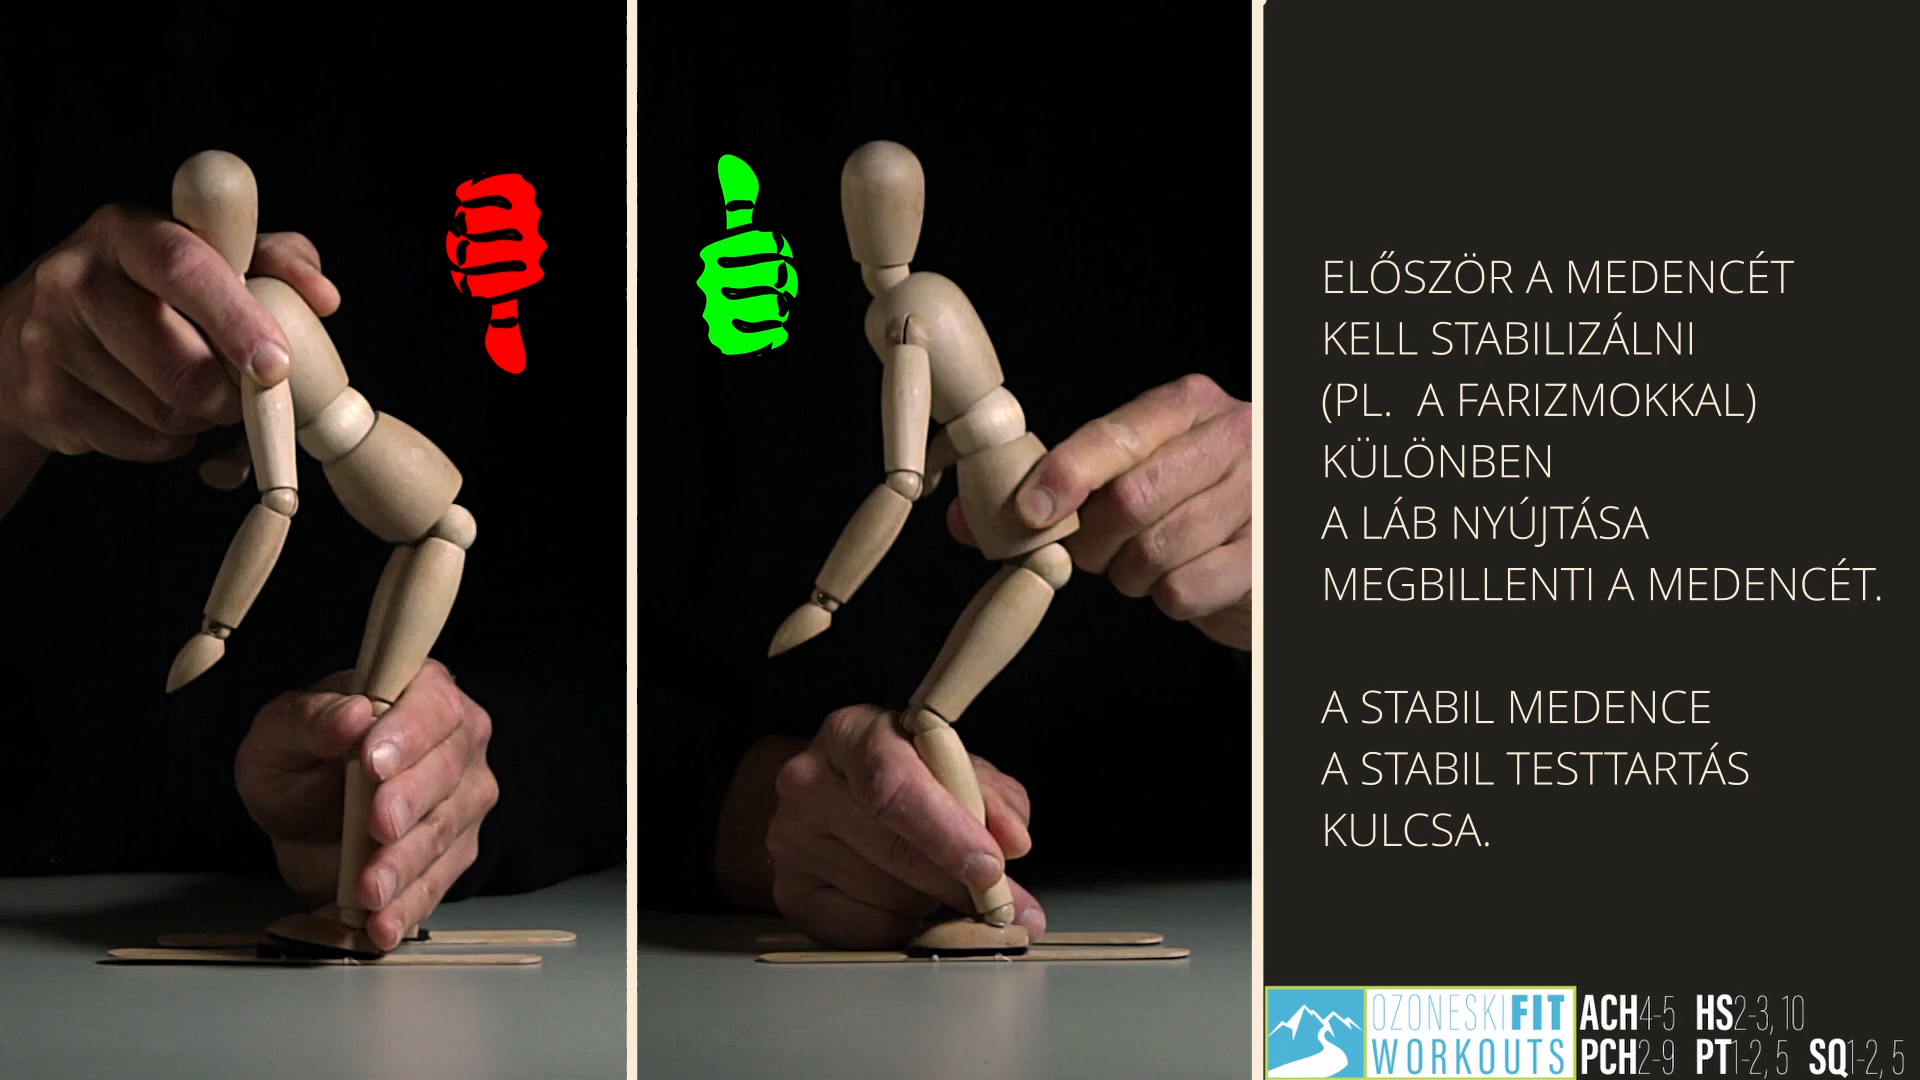 ELŐSZÖR A MEDENCÉT
KELL STABILIZÁLNI
(PL. A FARIZMOKKAL)
KÜLÖNBEN
A LÁB NYÚJTÁSA
MEGBILLENTI A MEDENCÉT.
A STABIL MEDENCE
A STABIL TESTTARTÁS
KULCSA.
OZONESKIFIT
WORKOUTS
ACH4-5 HS2-3, 10
PCH2-9 PT1-2, 5 SQ1-2, 5